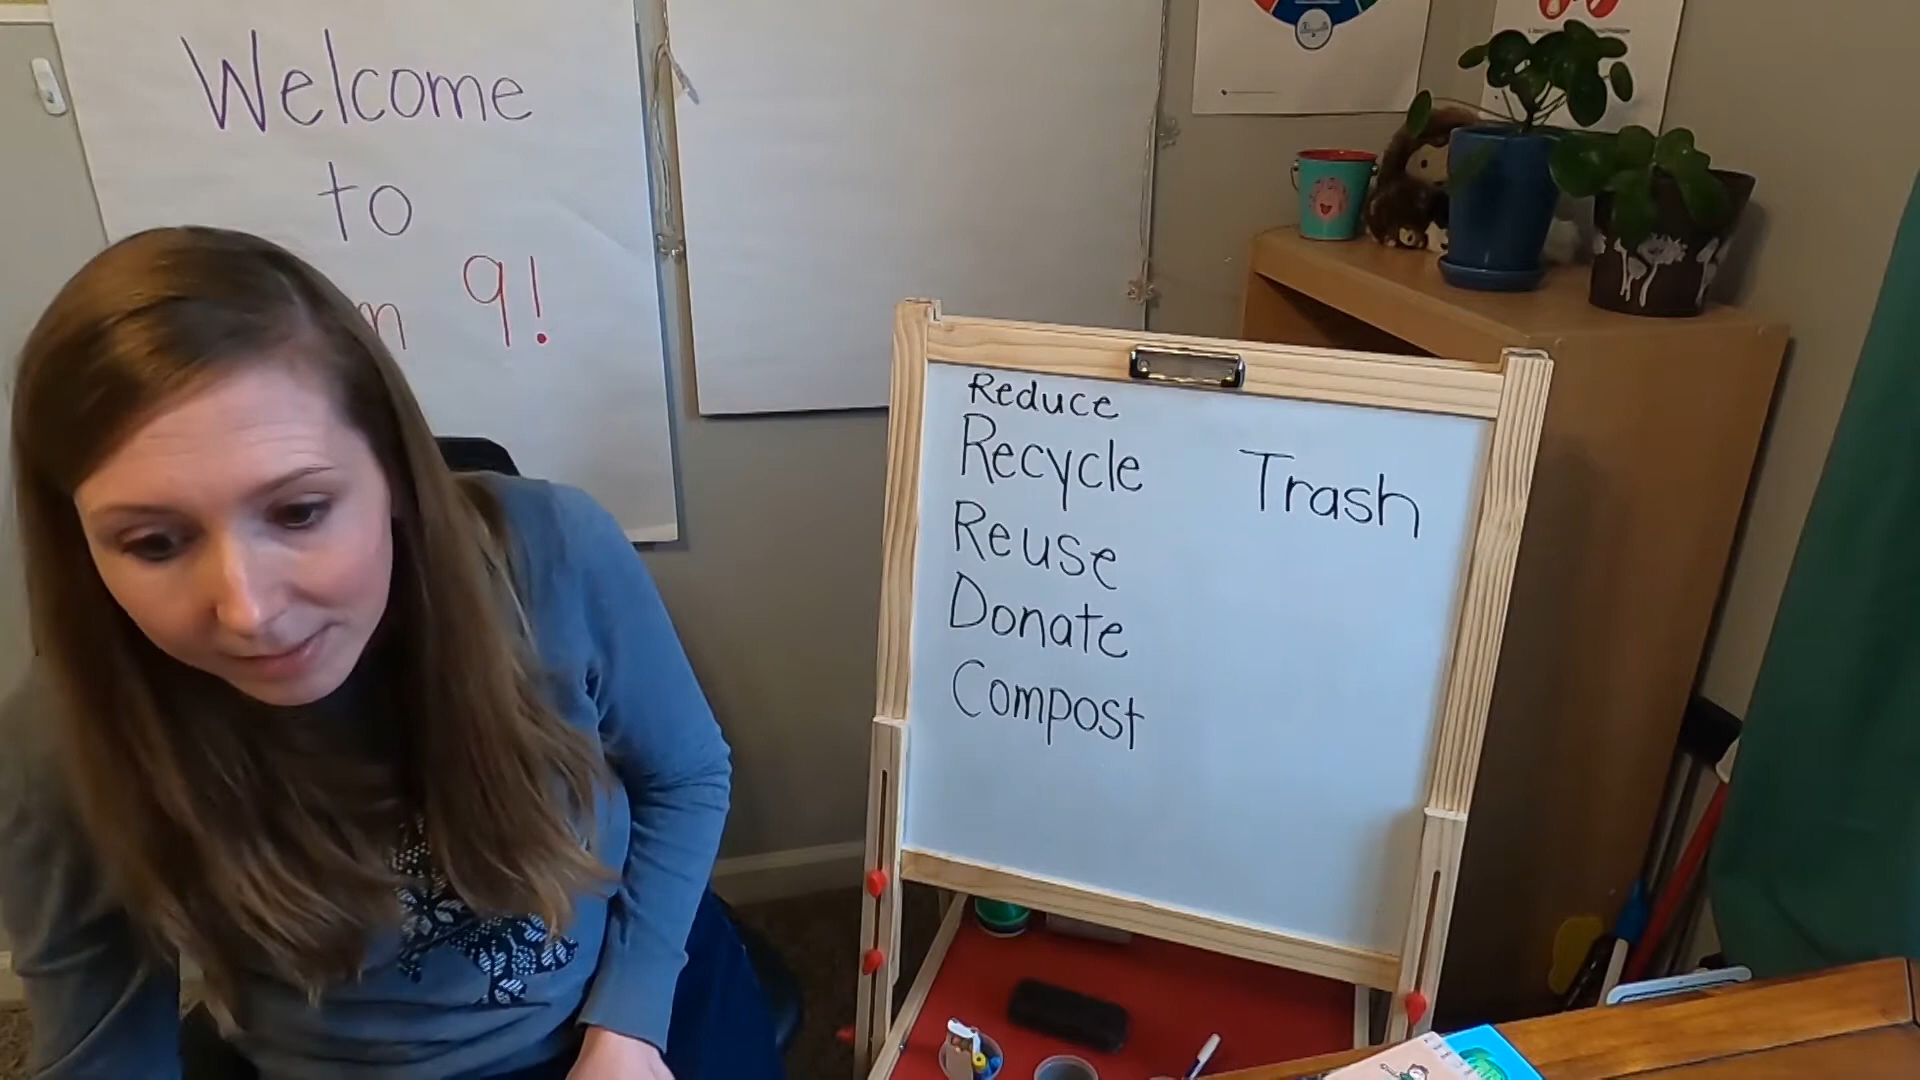 Welcome
to
9!
Reduce
Recycle
Trash
Reuse
Donate
Compost